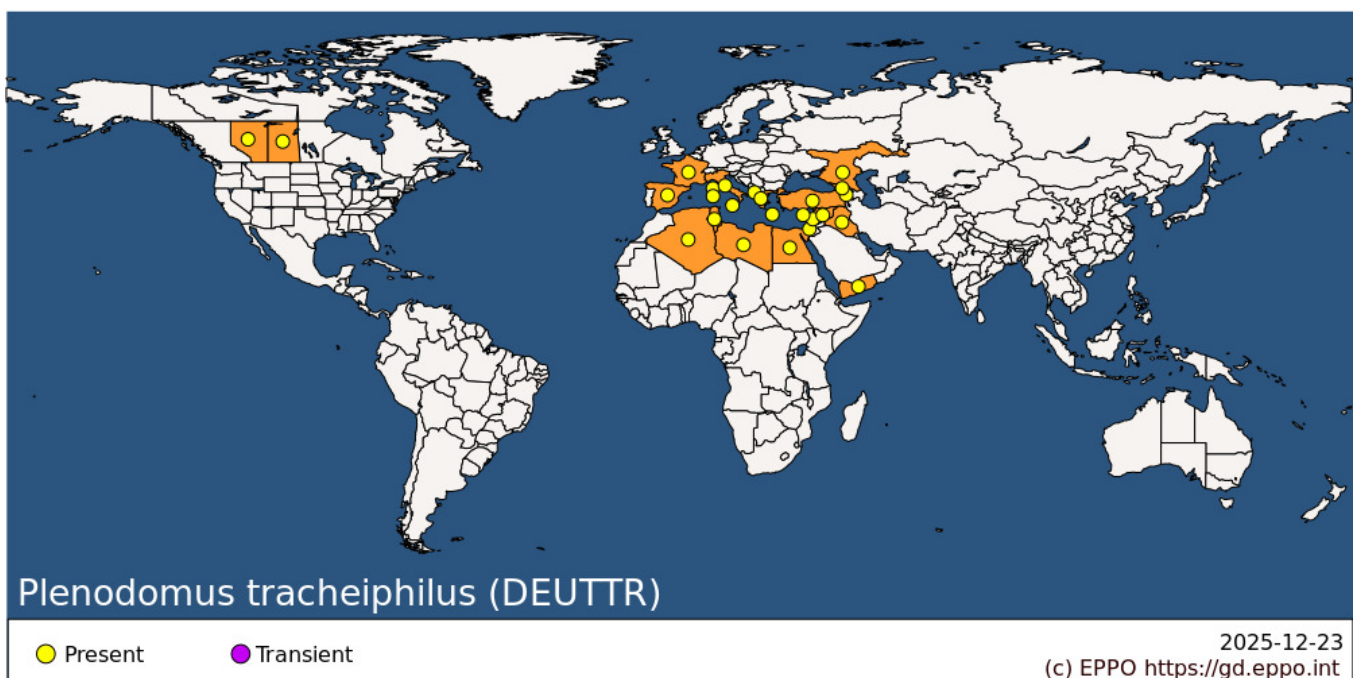 Plenodomus tracheiphilus (DEUTTR)
Present
Transient
2025-12-23
(c) EPPO https://gd.eppo.int